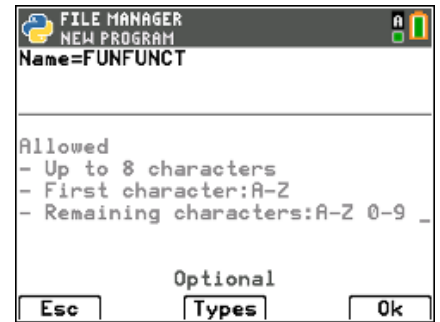 FILE MANAGER
NEW PROGRAM
A
Name=FUNFUNCT
Allowed
- Up to 8 characters
- First character:A-Z
- Remaining characters:A-Z 0-9 _
Optional
Esc Types Ok